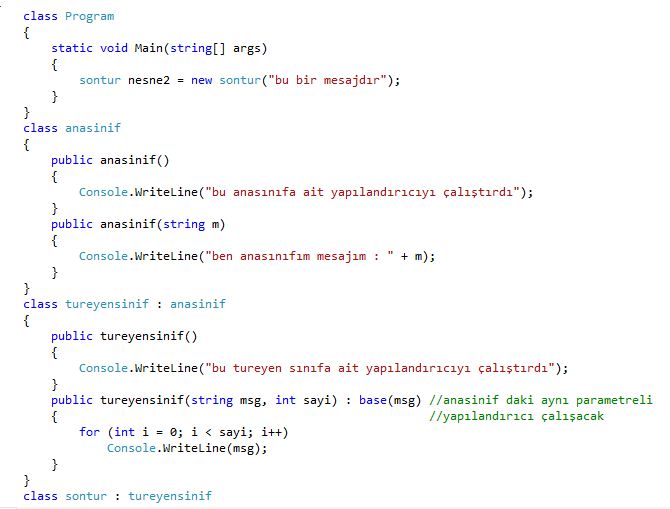 class Program
{
    static void Main(string[] args)
    {
        sontur nesne2 = new sontur("bu bir mesajdır");
    }
}
class anasinif
{
    public anasinif()
    {
        Console.WriteLine("bu anasınıfa ait yapılandırıcıyı çalıştırdı");
    }
    public anasinif(string m)
    {
        Console.WriteLine("ben anasınıfım mesajım : " + m);
    }
}
class tureyensinif : anasinif
{
    public tureyensinif()
    {
        Console.WriteLine("bu tureyen sınıfa ait yapılandırıcıyı çalıştırdı");
    }
    public tureyensinif(string msg, int sayi) : base(msg) //anasinif daki aynı parametreli
    {                                                     //yapılandırıcı çalışacak
        for (int i = 0; i < sayi; i++)
            Console.WriteLine(msg);
    }
}
class sontur : tureyensinif